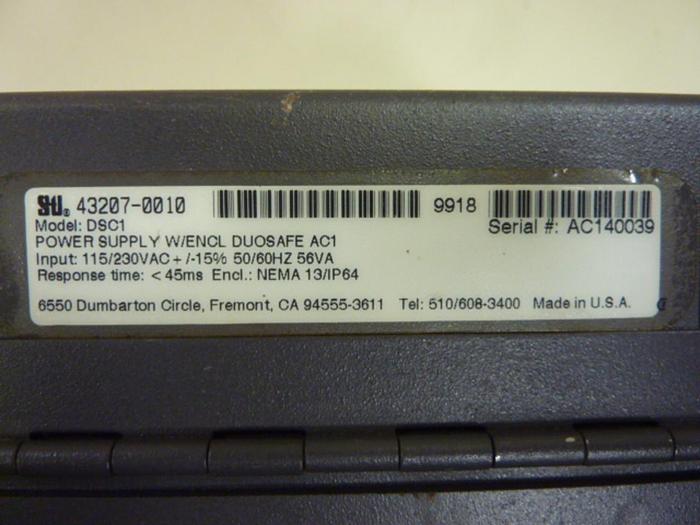 STI® 43207-0010 9918
Model: DSC1 Serial #: AC140039
POWER SUPPLY W/ENCL DUOSAFE AC1
Input: 115/230VAC + /-15% 50/60HZ 56VA
Response time: < 45ms Encl.: NEMA 13/IP64
6550 Dumbarton Circle, Fremont, CA 94555-3611 Tel: 510/608-3400 Made in U.S.A.